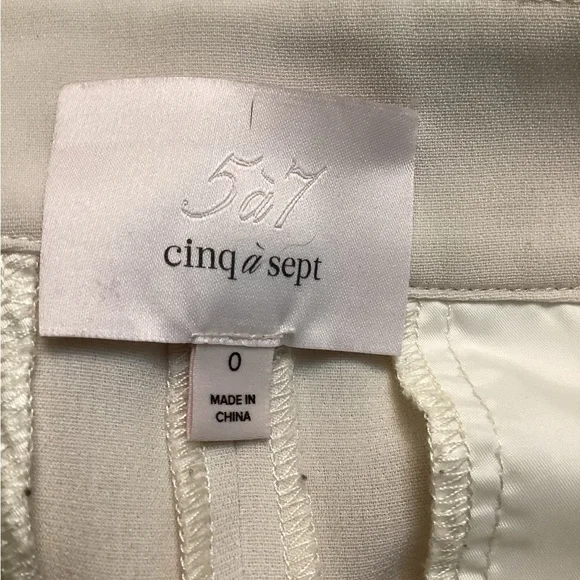 5à7
cinq à sept
0
MADE IN
CHINA